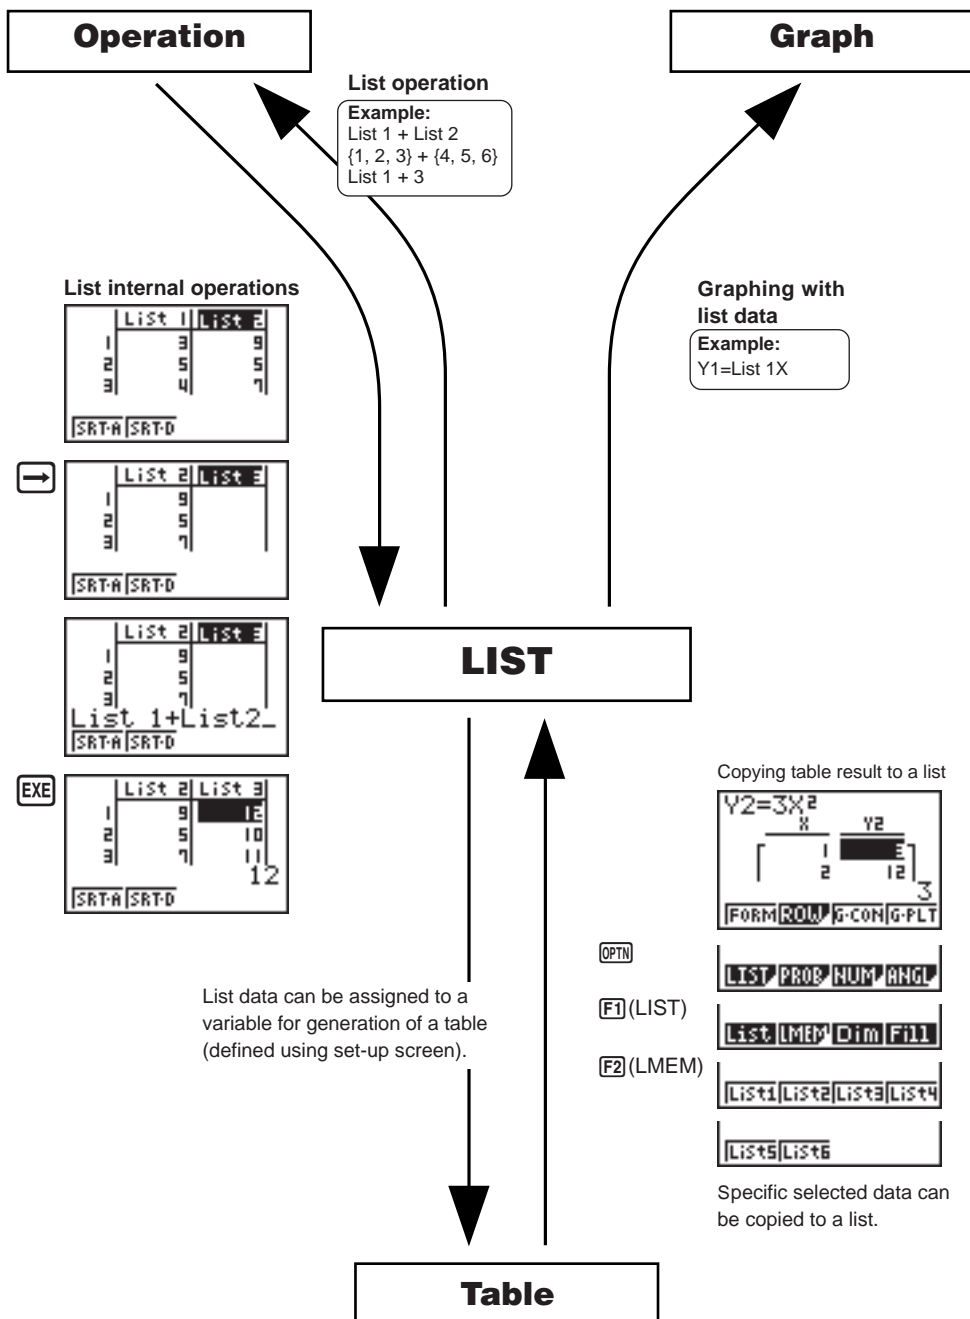 Operation
Graph
List operation
Example:
List 1 + List 2
{1, 2, 3} + {4, 5, 6}
List 1 + 3
List internal operations
List 1 List 2
1 3 9
2 5 5
3 4 7
SRT·A SRT·D
Graphing with
list data
Example:
Y1=List 1X
→
List 2 List 3
1 9
2 5
3 7
SRT·A SRT·D
List 2 List 3
1 9
2 5
3 7
List 1+List2_
SRT·A SRT·D
LIST
EXE
List 2 List 3
1 9 12
2 5 10
3 7 11
12
SRT·A SRT·D
Copying table result to a list
Y2=3X²
X Y2
1 3
2 12
3
FORM ROW G·CON G·PLT
OPTN
LIST PROB NUM ANGL
F1 (LIST)
List LMEM Dim Fill
F2 (LMEM)
List1 List2 List3 List4
List5 List6
List data can be assigned to a
variable for generation of a table
(defined using set-up screen).
Specific selected data can
be copied to a list.
Table